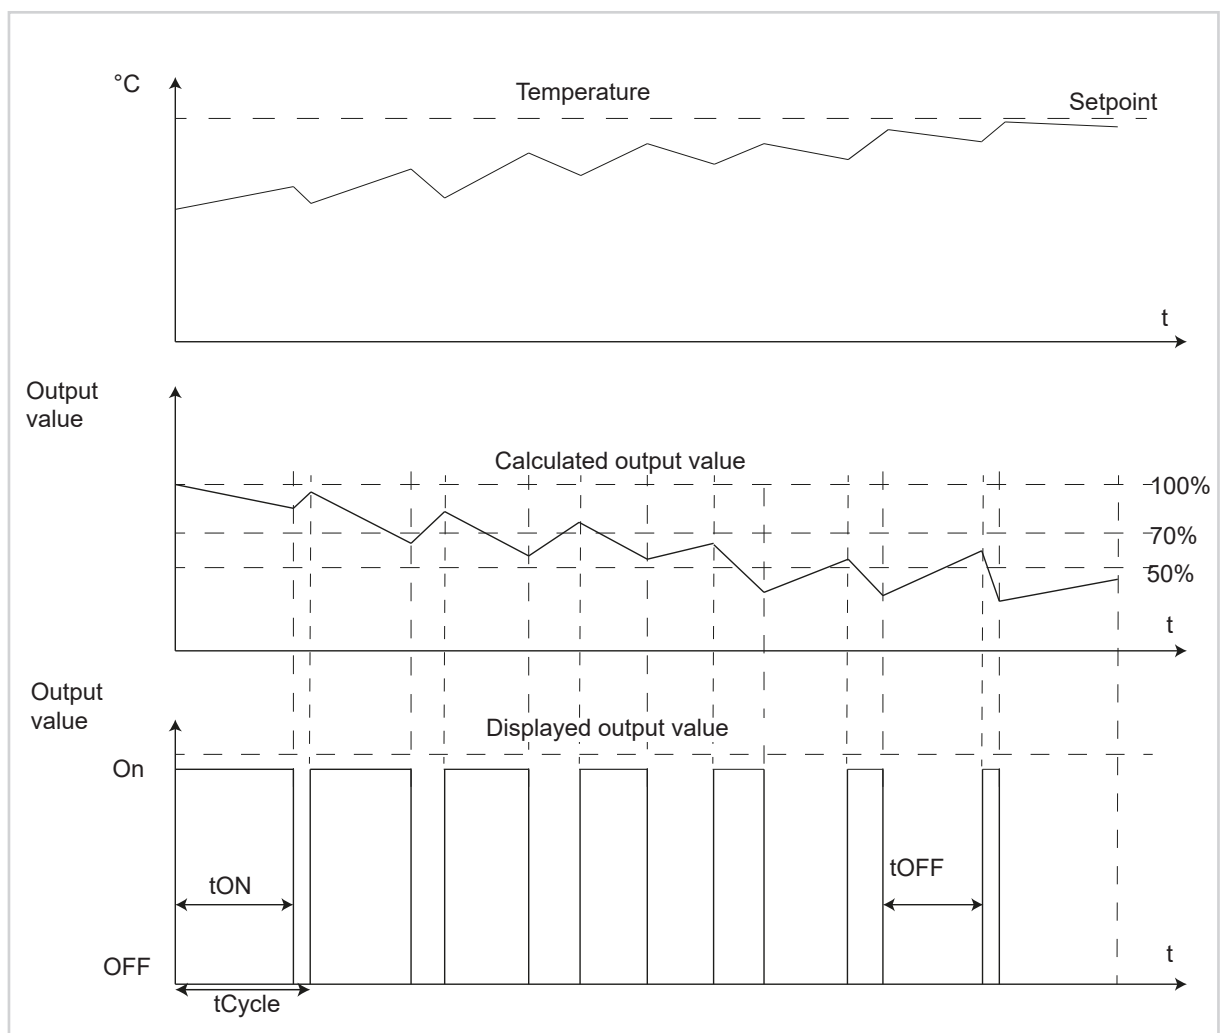 °C
Temperature
Setpoint
t
Output
value
Calculated output value
100%
70%
50%
t
Output
value
Displayed output value
On
tON
tOFF
OFF
t
tCycle